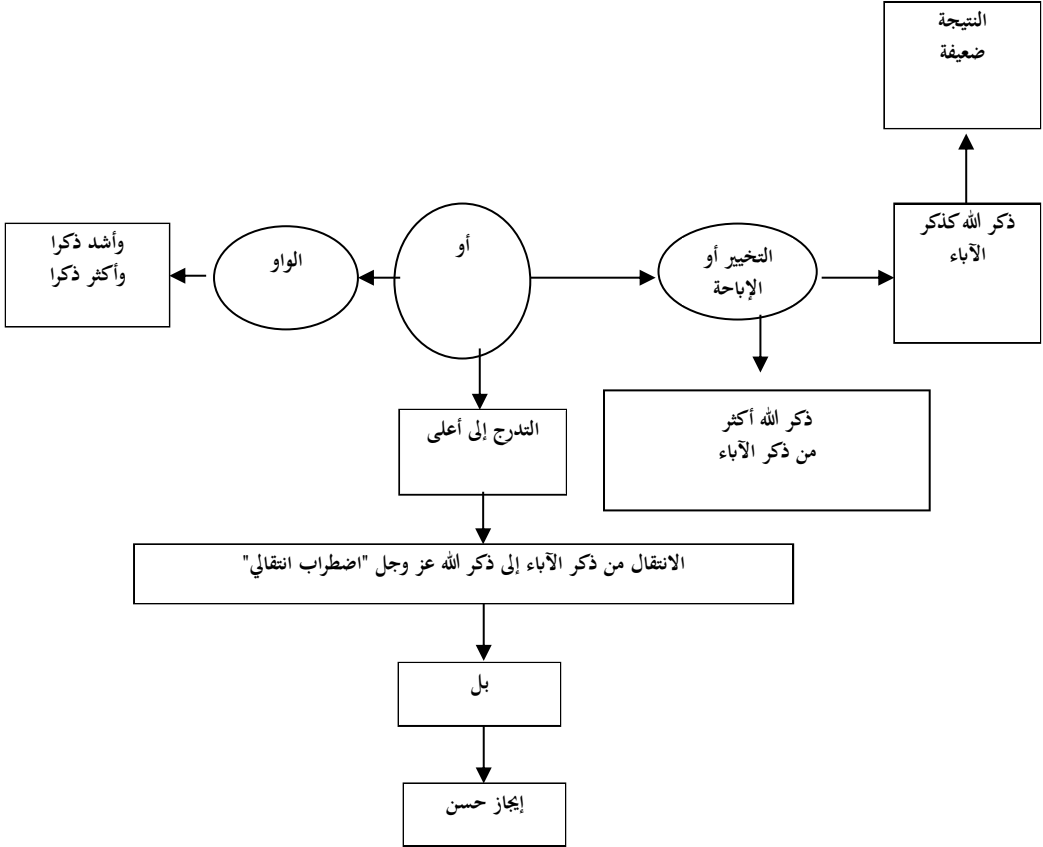 النتيجة
ضعيفة
ذكر الله كذكر
الآباء
التخيير أو
الإباحة
أو
الواو
وأشد ذكرا
وأكثر ذكرا
ذكر الله أكثر
من ذكر الآباء
التدرج إلى أعلى
الانتقال من ذكر الآباء إلى ذكر الله عز وجل "اضطراب انتقالي"
بل
إيجاز حسن